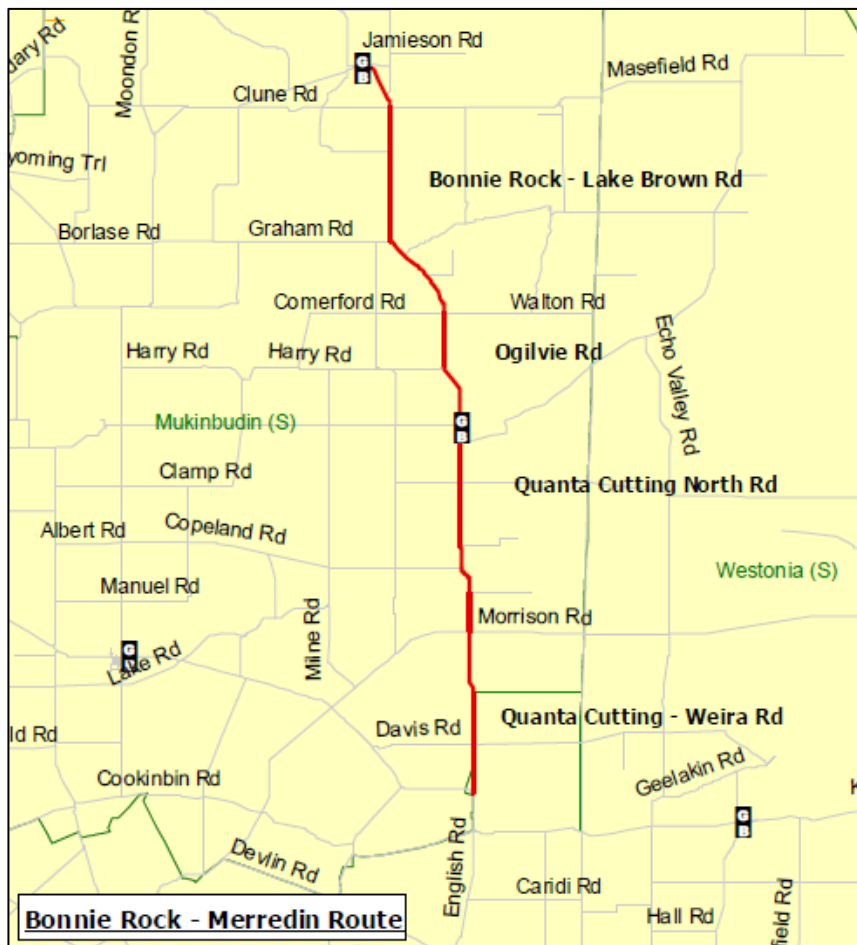 Jamieson Rd
dary Rd
Moondon R
Masefield Rd
Clune Rd
yoming Trl
Bonnie Rock - Lake Brown Rd
Borlase Rd
Graham Rd
Comerford Rd
Walton Rd
Harry Rd
Harry Rd
Ogilvie Rd
Echo Valley Rd
Mukinbudin (S)
Clamp Rd
Quanta Cutting North Rd
Albert Rd
Copeland Rd
Manuel Rd
Westonia (S)
Milne Rd
Morrison Rd
Lake Rd
ld Rd
Davis Rd
Quanta Cutting - Weira Rd
Cookinbin Rd
Geelakin Rd
K
English Rd
Devlin Rd
Caridi Rd
Hall Rd
field Rd
Bonnie Rock - Merredin Route